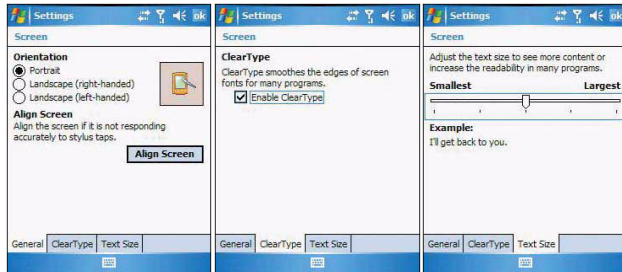 Settings ok
Screen
Orientation
Portrait
Landscape (right-handed)
Landscape (left-handed)
Align Screen
Align the screen if it is not responding
accurately to stylus taps.
Align Screen
General ClearType Text Size
Settings ok
Screen
ClearType
ClearType smoothes the edges of screen
fonts for many programs.
Enable ClearType
General ClearType Text Size
Settings ok
Screen
Adjust the text size to see more content or
increase the readability in many programs.
Smallest Largest
Example:
I'll get back to you.
General ClearType Text Size